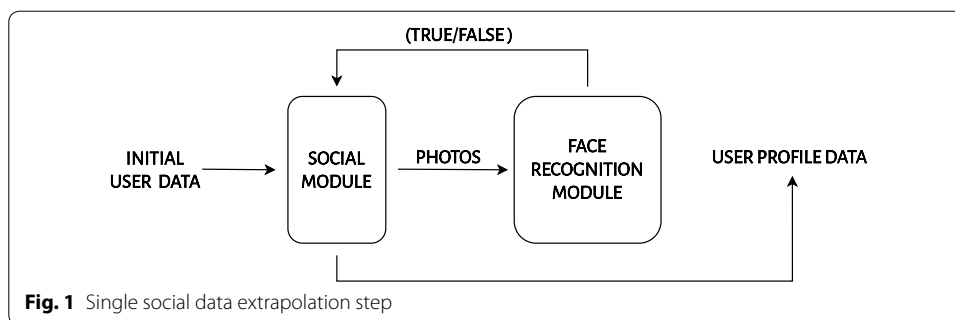 (TRUE/FALSE )
INITIAL
USER DATA
SOCIAL
MODULE
PHOTOS
FACE
RECOGNITION
MODULE
USER PROFILE DATA
Fig. 1 Single social data extrapolation step